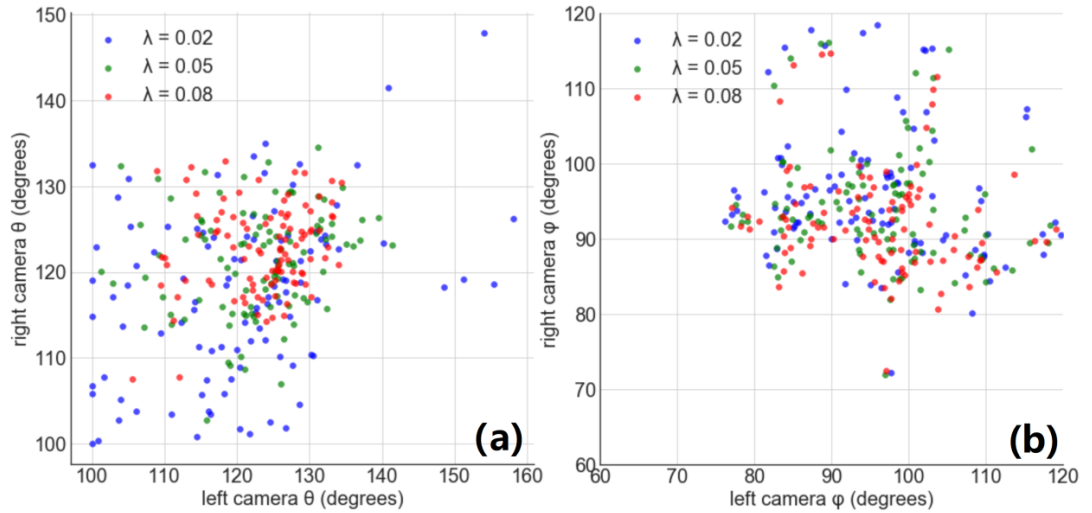 150
140
130
120
110
100
right camera θ (degrees)
λ = 0.02
λ = 0.05
λ = 0.08
(a)
100 110 120 130 140 150 160
left camera θ (degrees)
120
110
100
90
80
70
60
right camera φ (degrees)
λ = 0.02
λ = 0.05
λ = 0.08
(b)
60 70 80 90 100 110 120
left camera φ (degrees)